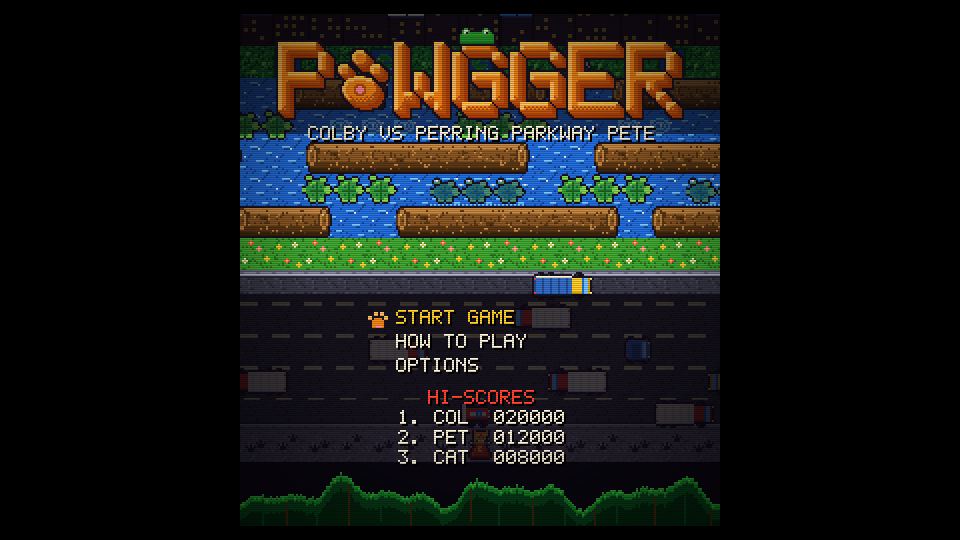 PAWGGER
COLBY VS PERRING PARKWAY PETE
START GAME
HOW TO PLAY
OPTIONS
HI-SCORES
1. COL 020000
2. PET 012000
3. CAT 008000